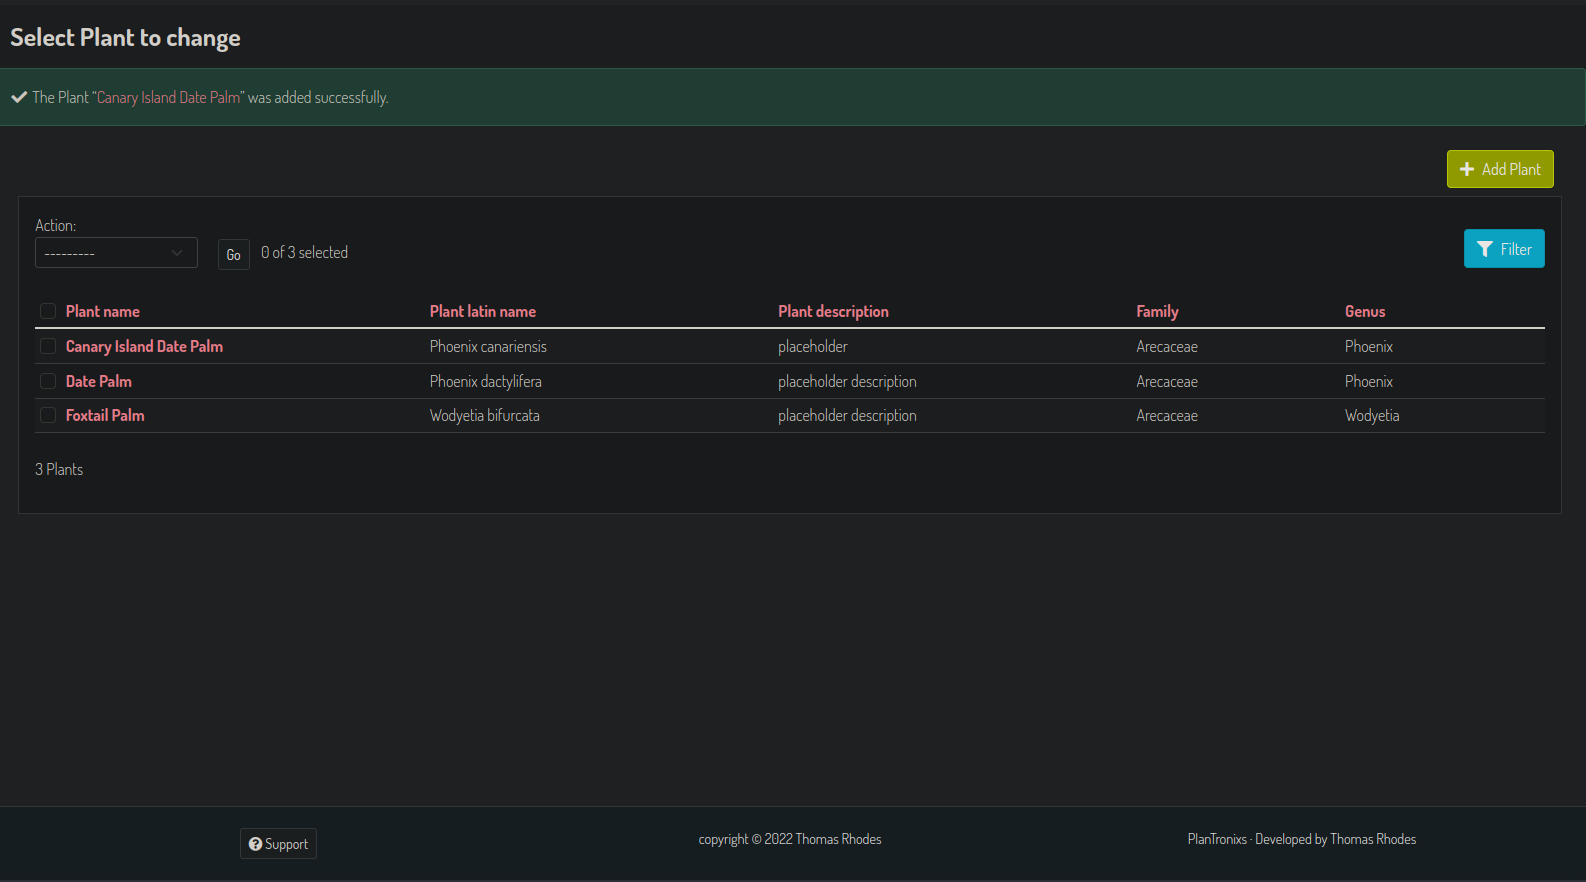 Select Plant to change
The Plant “Canary Island Date Palm” was added successfully.
Add Plant
Action:
---------
Go
0 of 3 selected
Filter
Plant name Plant latin name Plant description Family Genus
Canary Island Date Palm Phoenix canariensis placeholder Arecaceae Phoenix
Date Palm Phoenix dactylifera placeholder description Arecaceae Phoenix
Foxtail Palm Wodyetia bifurcata placeholder description Arecaceae Wodyetia
3 Plants
Support
copyright © 2022 Thomas Rhodes
PlanTronixs · Developed by Thomas Rhodes